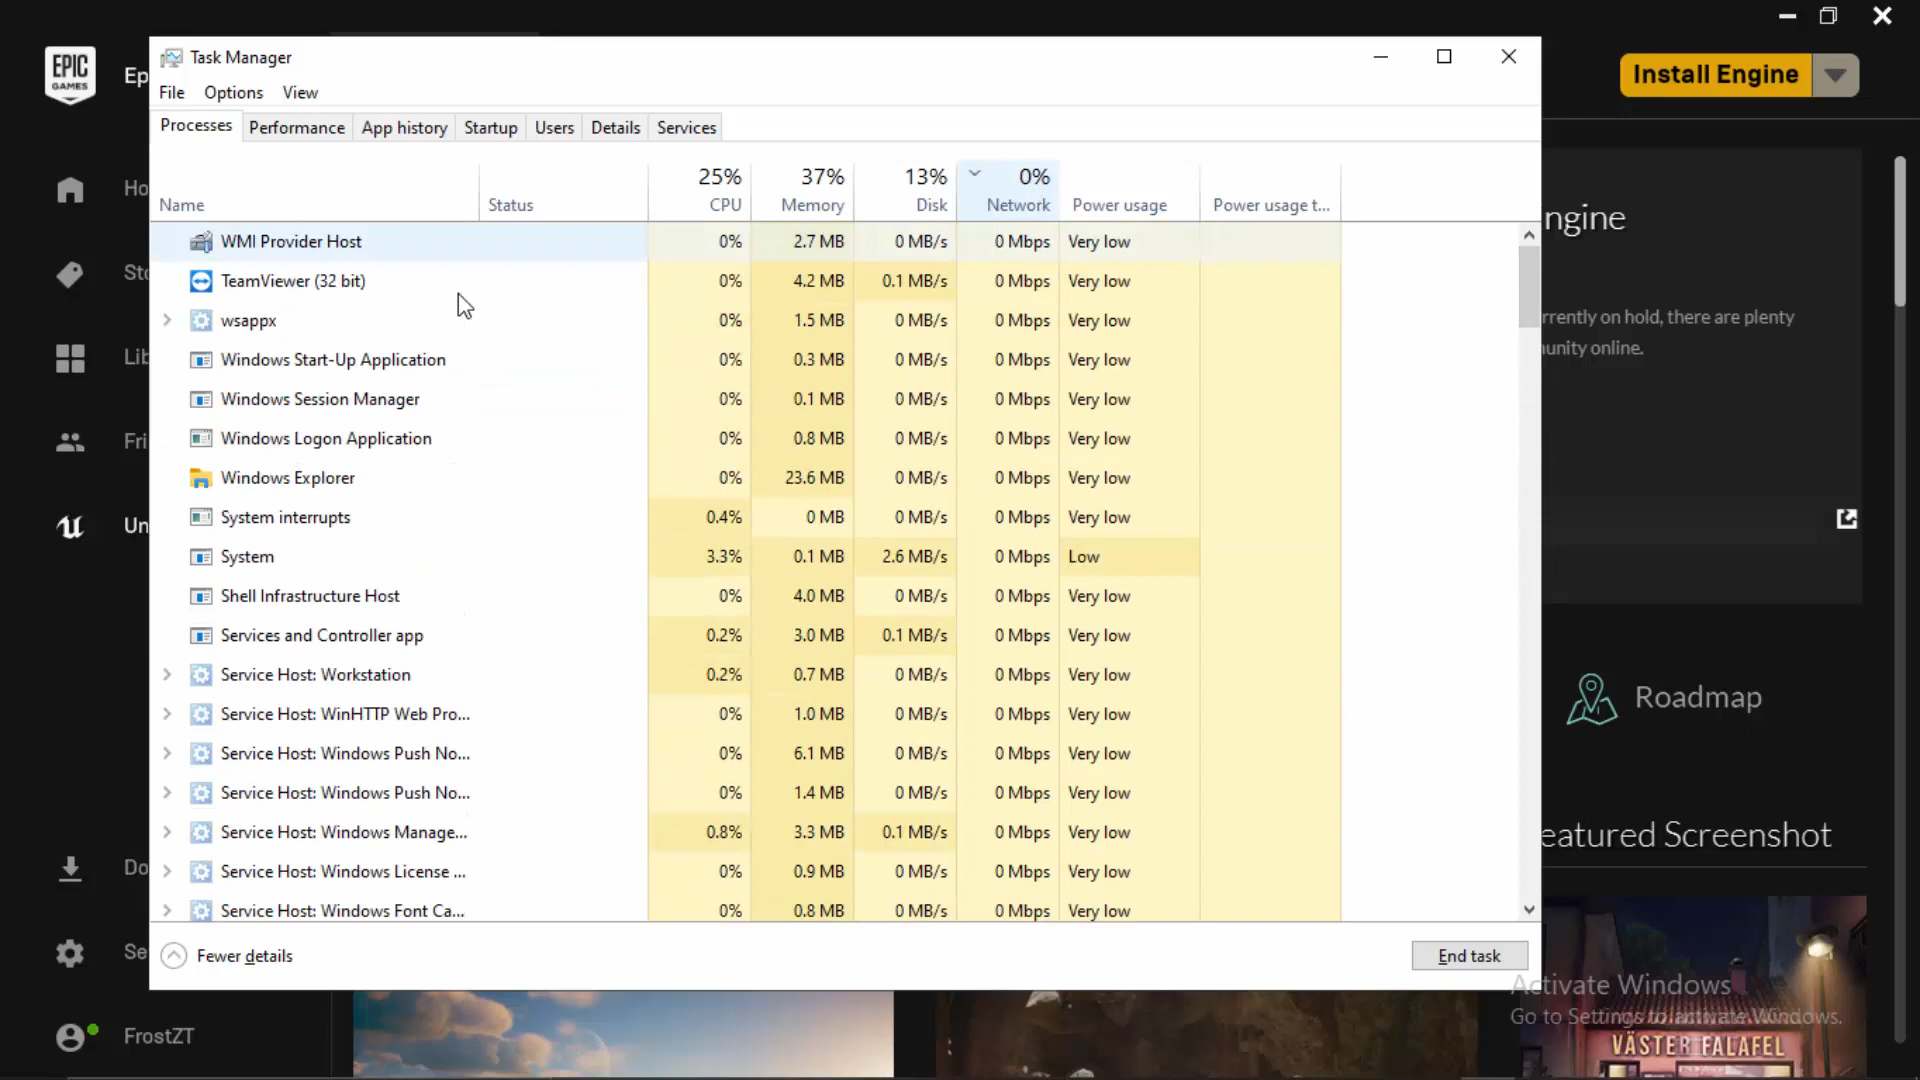 EPIC
GAMES
Ep
Install Engine
Task Manager
File Options View
Processes Performance App history Startup Users Details Services
25% 37% 13% 0%
Name Status CPU Memory Disk Network Power usage Power usage t...
WMI Provider Host 0% 2.7 MB 0 MB/s 0 Mbps Very low
TeamViewer (32 bit) 0% 4.2 MB 0.1 MB/s 0 Mbps Very low
wsappx 0% 1.5 MB 0 MB/s 0 Mbps Very low
Windows Start-Up Application 0% 0.3 MB 0 MB/s 0 Mbps Very low
Windows Session Manager 0% 0.1 MB 0 MB/s 0 Mbps Very low
Windows Logon Application 0% 0.8 MB 0 MB/s 0 Mbps Very low
Windows Explorer 0% 23.6 MB 0 MB/s 0 Mbps Very low
System interrupts 0.4% 0 MB 0 MB/s 0 Mbps Very low
System 3.3% 0.1 MB 2.6 MB/s 0 Mbps Low
Shell Infrastructure Host 0% 4.0 MB 0 MB/s 0 Mbps Very low
Services and Controller app 0.2% 3.0 MB 0.1 MB/s 0 Mbps Very low
Service Host: Workstation 0.2% 0.7 MB 0 MB/s 0 Mbps Very low
Service Host: WinHTTP Web Pro... 0% 1.0 MB 0 MB/s 0 Mbps Very low
Service Host: Windows Push No... 0% 6.1 MB 0 MB/s 0 Mbps Very low
Service Host: Windows Push No... 0% 1.4 MB 0 MB/s 0 Mbps Very low
Service Host: Windows Manage... 0.8% 3.3 MB 0.1 MB/s 0 Mbps Very low
Service Host: Windows License ... 0% 0.9 MB 0 MB/s 0 Mbps Very low
Service Host: Windows Font Ca... 0% 0.8 MB 0 MB/s 0 Mbps Very low
Fewer details End task
Ho
Sto
Lib
Fri
Un
Do
Se
FrostZT
ngine
rrently on hold, there are plenty
unity online.
Roadmap
eatured Screenshot
Activate Windows
Go to Settings to activate Windows.
VÄSTER FALAFEL